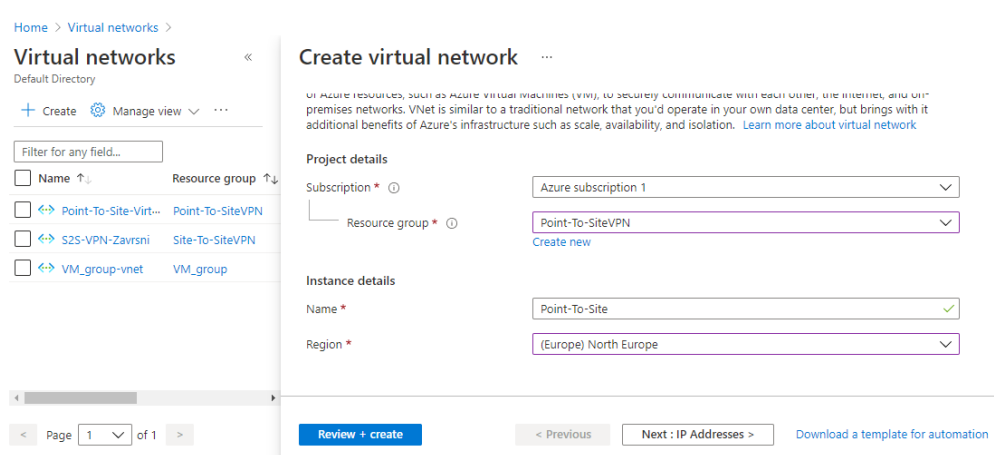 Home > Virtual networks >
Virtual networks «
Default Directory
+ Create Manage view ···
Filter for any field...
Name ↑↓ Resource group ↑↓
Point-To-Site-Virt... Point-To-SiteVPN
S2S-VPN-Zavrsni Site-To-SiteVPN
VM_group-vnet VM_group
< Page 1 of 1 >
Create virtual network ...
of Azure resources, such as Azure Virtual Machines (VM), to securely communicate with each other, the internet, and on-
premises networks. VNet is similar to a traditional network that you'd operate in your own data center, but brings with it
additional benefits of Azure's infrastructure such as scale, availability, and isolation. Learn more about virtual network
Project details
Subscription * Azure subscription 1
Resource group * Point-To-SiteVPN
Create new
Instance details
Name * Point-To-Site
Region * (Europe) North Europe
Review + create < Previous Next : IP Addresses > Download a template for automation